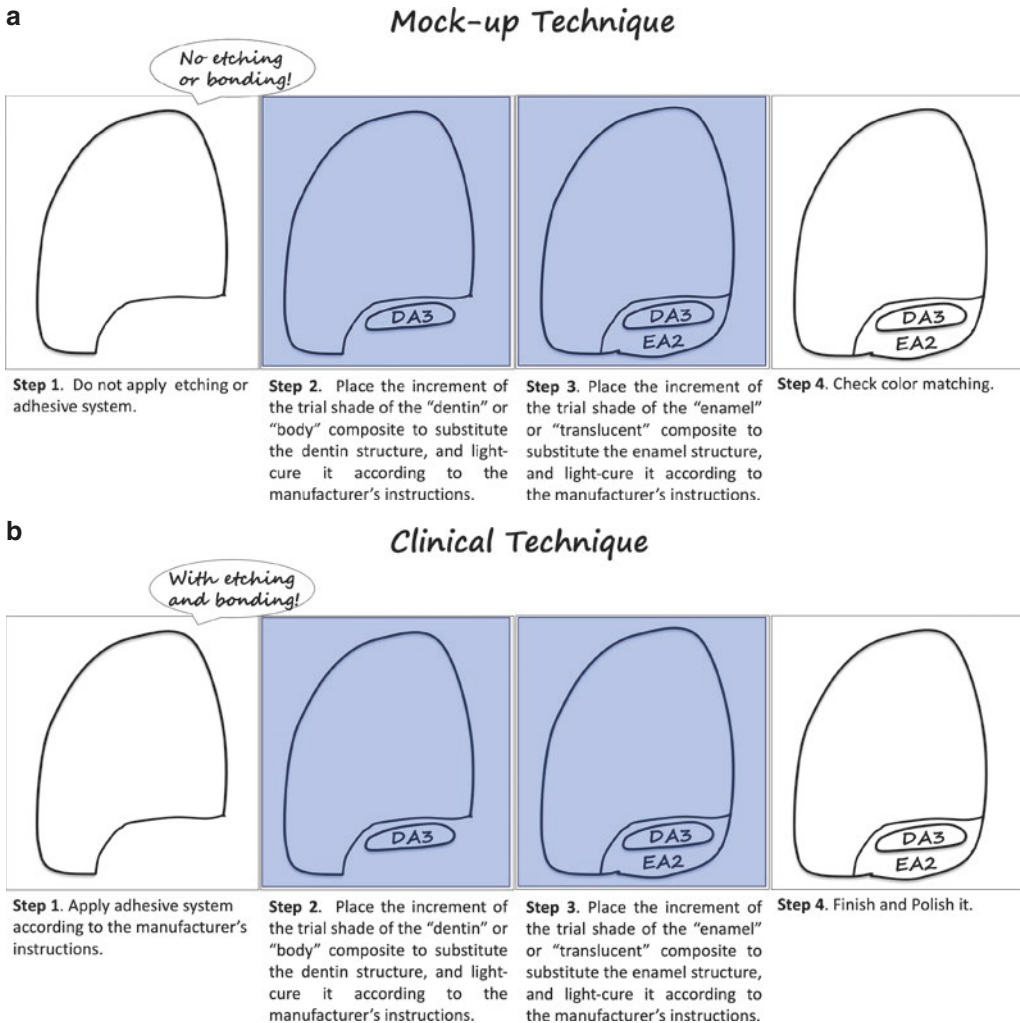 a
Mock-up Technique
No etching
or bonding!
DA3
DA3
EA2
DA3
EA2
Step 1. Do not apply etching or
adhesive system.
Step 2. Place the increment of
the trial shade of the “dentin” or
“body” composite to substitute
the dentin structure, and light-
cure it according to the
manufacturer’s instructions.
Step 3. Place the increment of
the trial shade of the “enamel”
or “translucent” composite to
substitute the enamel structure,
and light-cure it according to
the manufacturer’s instructions.
Step 4. Check color matching.
b
Clinical Technique
With etching
and bonding!
DA3
DA3
EA2
DA3
EA2
Step 1. Apply adhesive system
according to the manufacturer’s
instructions.
Step 2. Place the increment of
the trial shade of the “dentin” or
“body” composite to substitute
the dentin structure, and light-
cure it according to the
manufacturer’s instructions.
Step 3. Place the increment of
the trial shade of the “enamel”
or “translucent” composite to
substitute the enamel structure,
and light-cure it according to
the manufacturer’s instructions.
Step 4. Finish and Polish it.